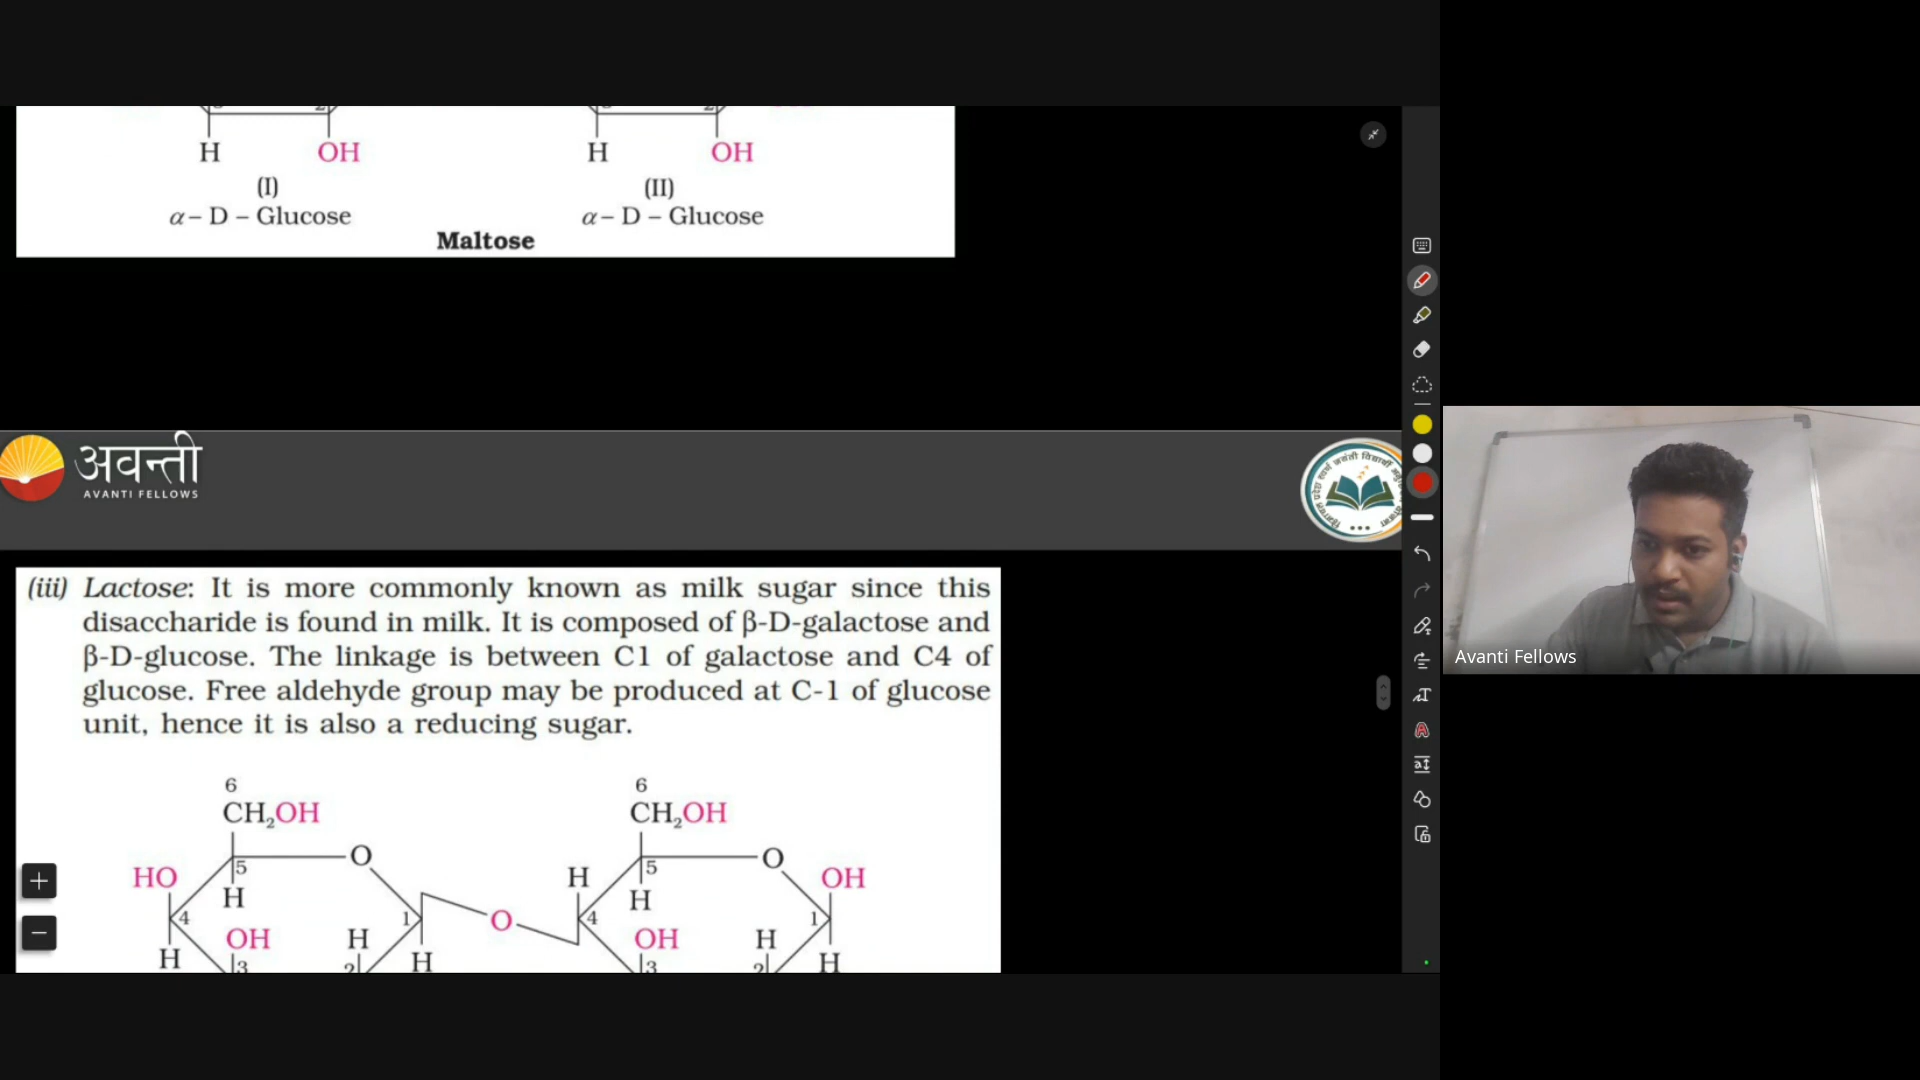 H OH H OH
(I) (II)
α – D – Glucose α – D – Glucose
Maltose
अवन्ती
AVANTI FELLOWS
(iii) Lactose: It is more commonly known as milk sugar since this
disaccharide is found in milk. It is composed of β-D-galactose and
β-D-glucose. The linkage is between C1 of galactose and C4 of
glucose. Free aldehyde group may be produced at C-1 of glucose
unit, hence it is also a reducing sugar.
6 6
CH₂OH CH₂OH
5 O 5 O
HO H H H OH
4 1 O 4 1
OH H OH H
H 3 2 H 3 2 H
Avanti Fellows